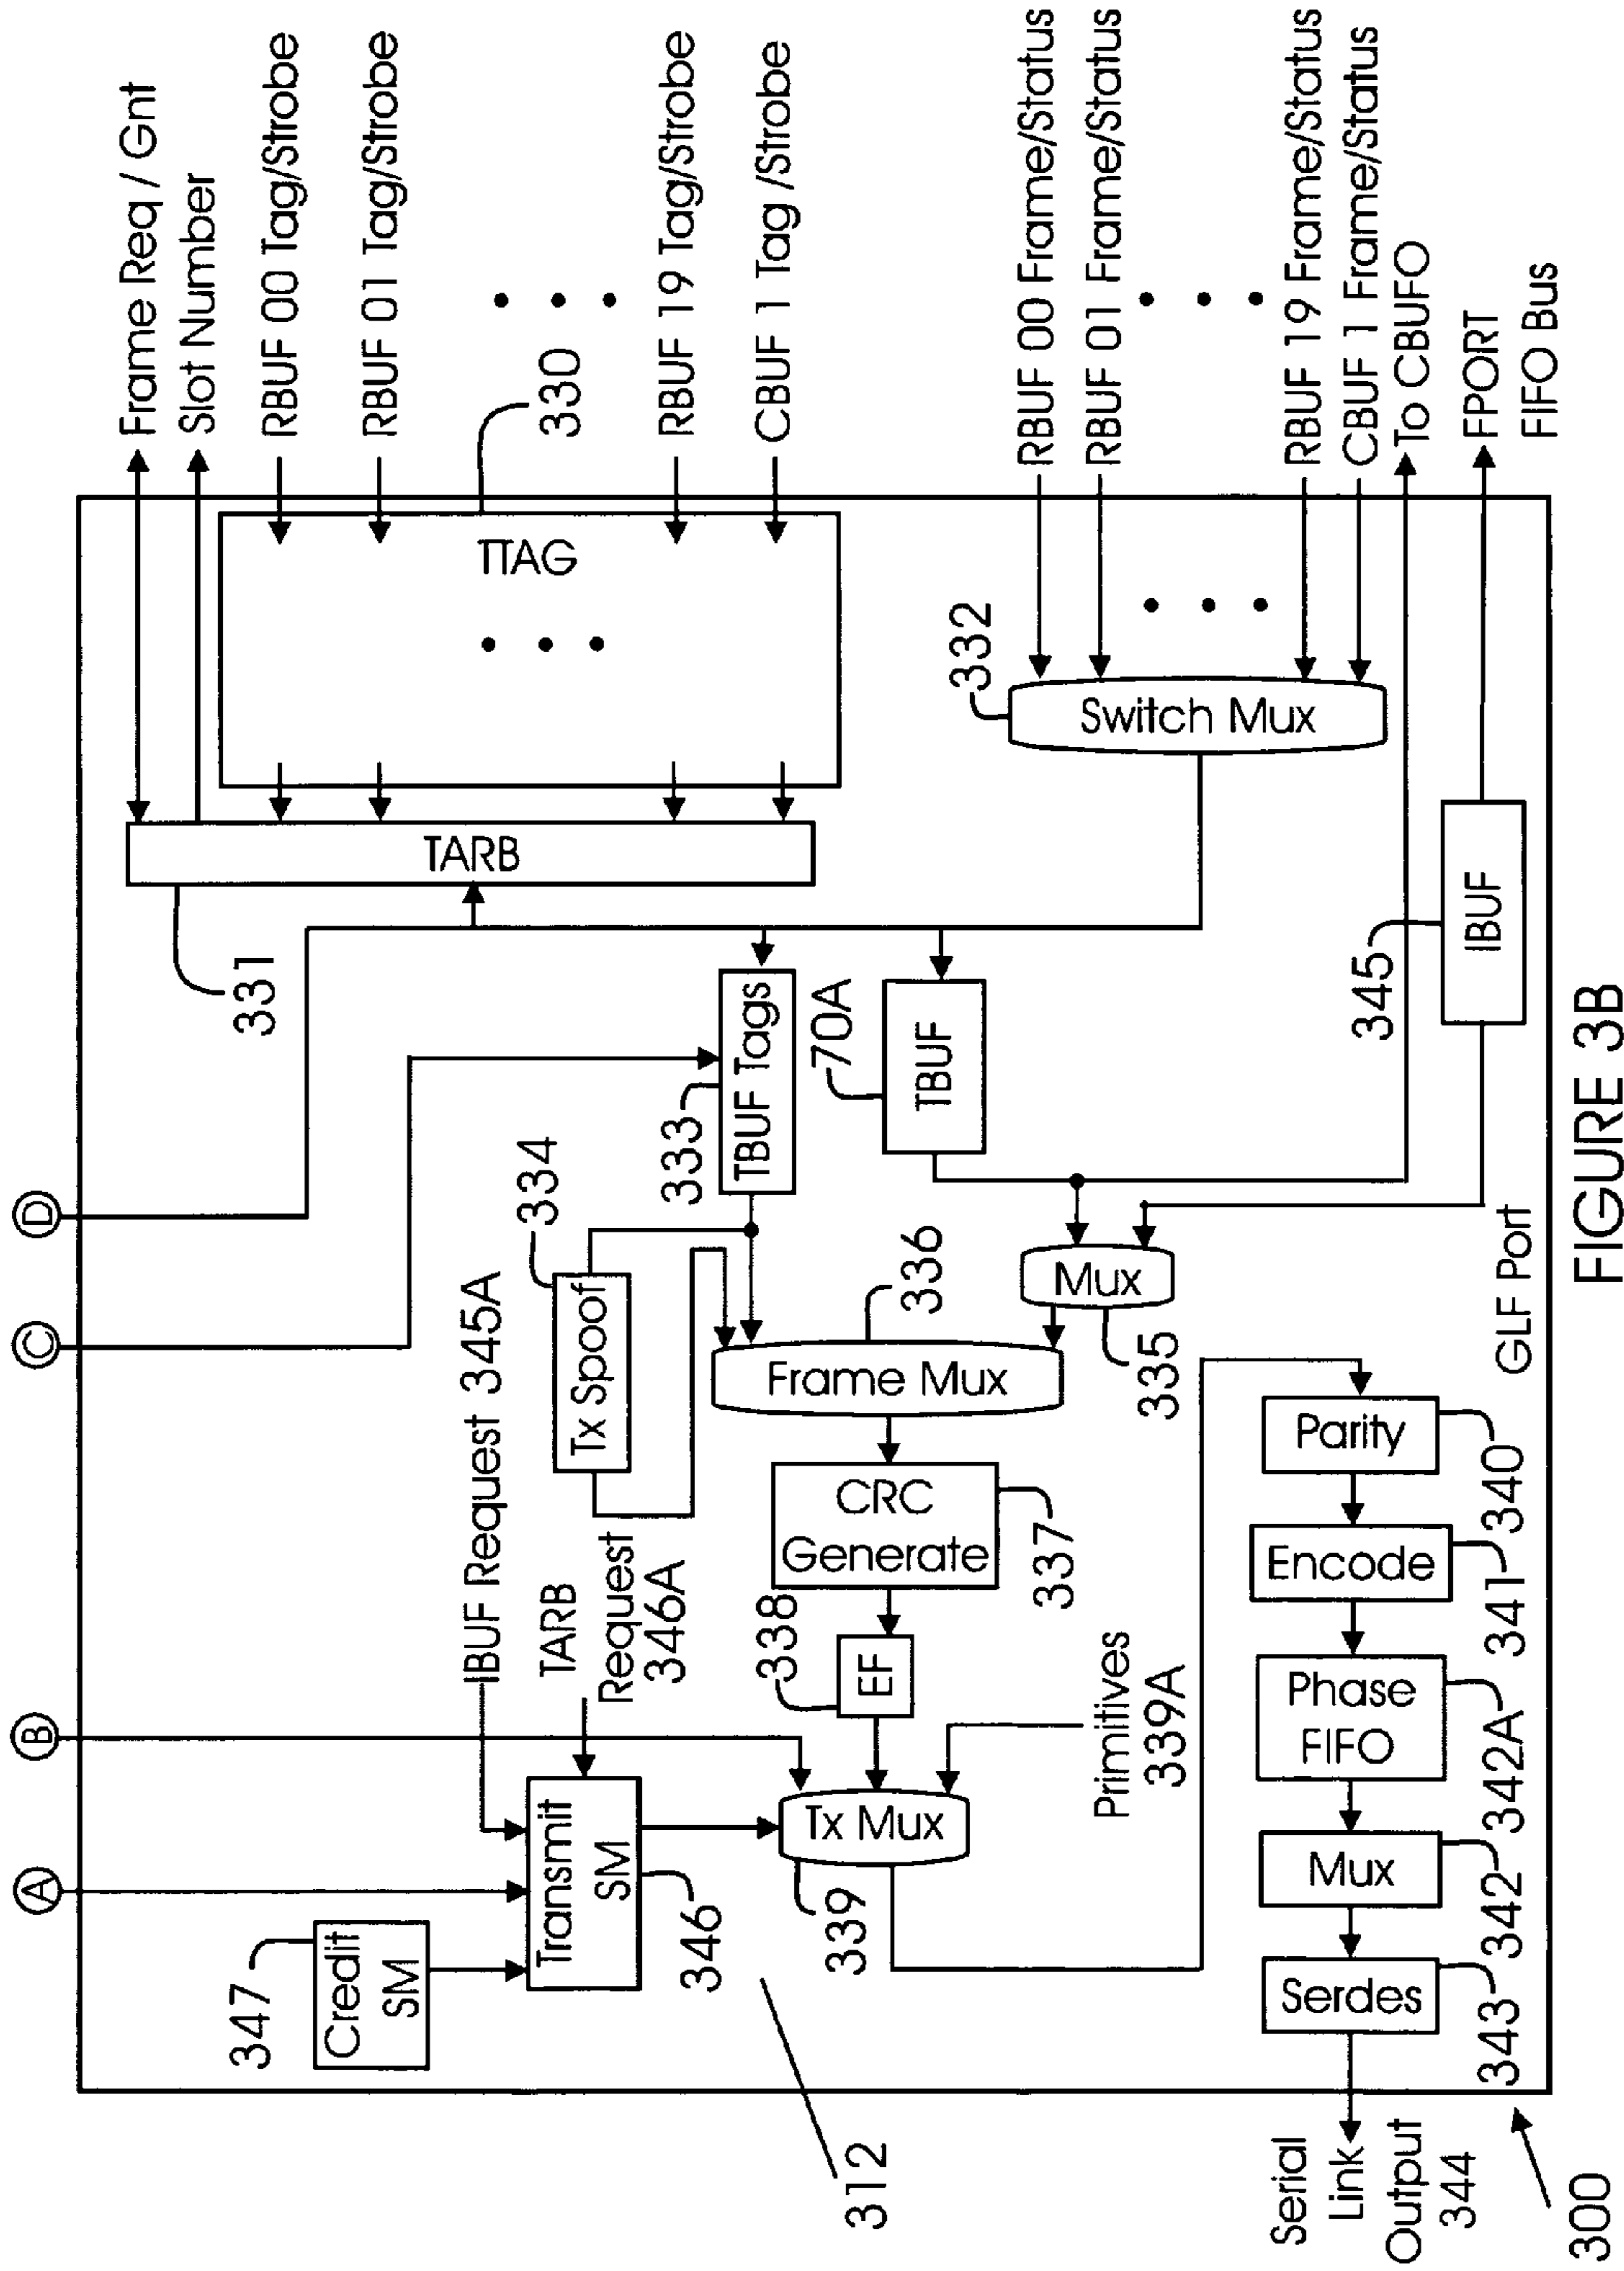 A
B
C
D
347
Credit
SM
IBUF Request 345A
TARB
Request
346A
Transmit
SM
346
312
334
Tx Spoof
333
TBUF Tags
331
TARB
TTAG
330
Frame Req / Gnt
Slot Number
RBUF 00 Tag/Strobe
RBUF 01 Tag/Strobe
RBUF 19 Tag/Strobe
CBUF 1 Tag /Strobe
339
Tx Mux
338
EF
CRC
Generate
337
Frame Mux
336
70A
TBUF
332
Switch Mux
RBUF 00 Frame/Status
RBUF 01 Frame/Status
RBUF 19 Frame/Status
CBUF 1 Frame/Status
To CBUFO
Primitives
339A
Mux
335
345
IBUF
FPORT
FIFO Bus
Serial
Link
Output
344
Serdes
343
Mux
342
Phase
FIFO
342A
Encode
341
Parity
340
GLF Port
300
FIGURE 3B